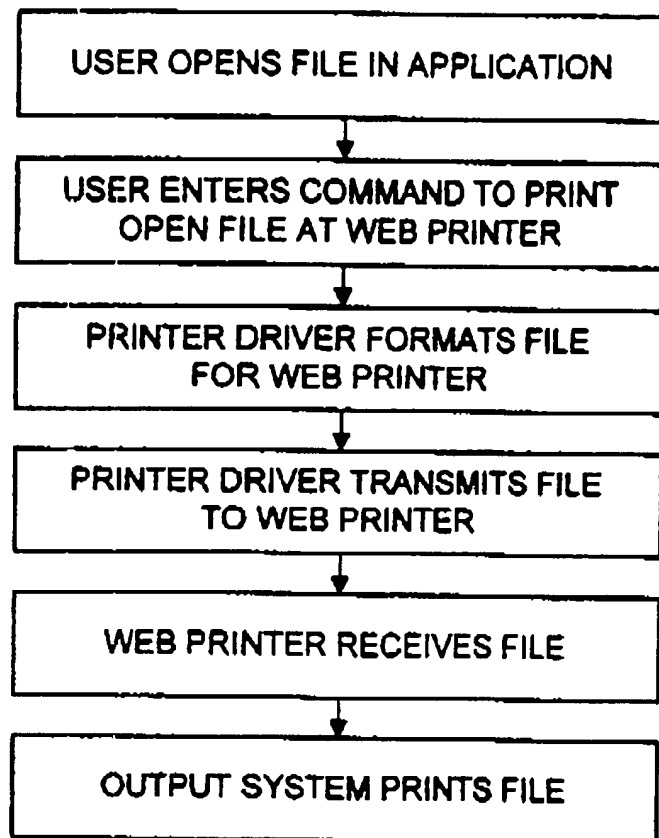 USER OPENS FILE IN APPLICATION
USER ENTERS COMMAND TO PRINT
OPEN FILE AT WEB PRINTER
PRINTER DRIVER FORMATS FILE
FOR WEB PRINTER
PRINTER DRIVER TRANSMITS FILE
TO WEB PRINTER
WEB PRINTER RECEIVES FILE
OUTPUT SYSTEM PRINTS FILE